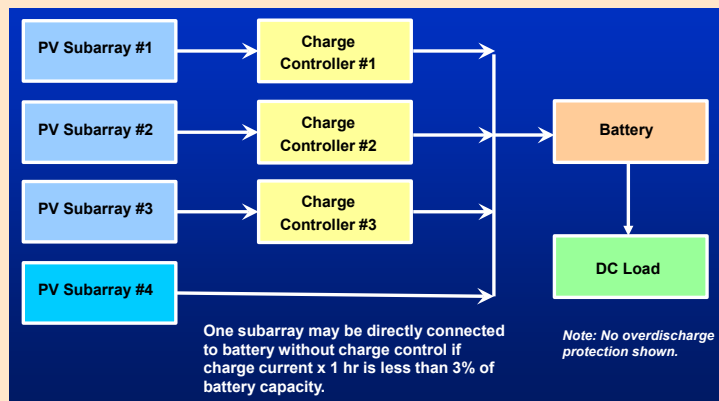 PV Subarray #1
Charge
Controller #1
PV Subarray #2
Charge
Controller #2
Battery
PV Subarray #3
Charge
Controller #3
DC Load
PV Subarray #4
One subarray may be directly connected
to battery without charge control if
charge current x 1 hr is less than 3% of
battery capacity.
Note: No overdischarge
protection shown.